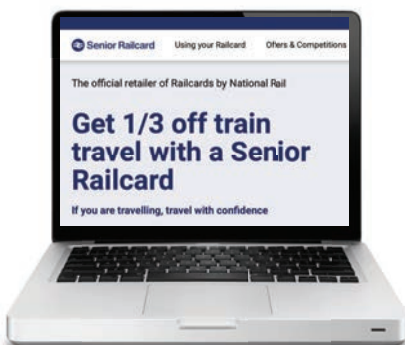 Senior Railcard
Using your Railcard
Ofers & Competitions
The official retailer of Railcards by National Rail
Get 1/3 off train
travel with a Senior
Railcard
If you are travelling, travel with confidence